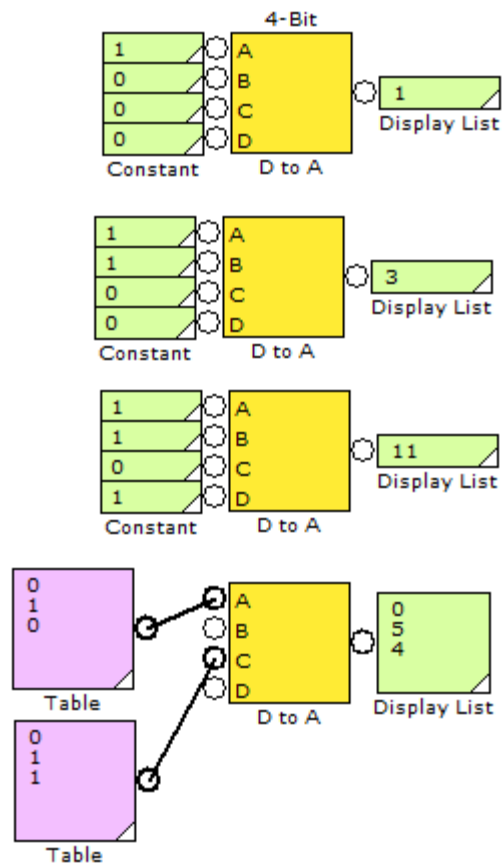 4-Bit
1 A
0 B
0 C
0 D
1
Constant
D to A
Display List
1 A
1 B
0 C
0 D
3
Constant
D to A
Display List
1 A
1 B
0 C
1 D
11
Constant
D to A
Display List
0
1
0
Table
A
B
C
D
D to A
0
5
4
Display List
0
1
1
Table